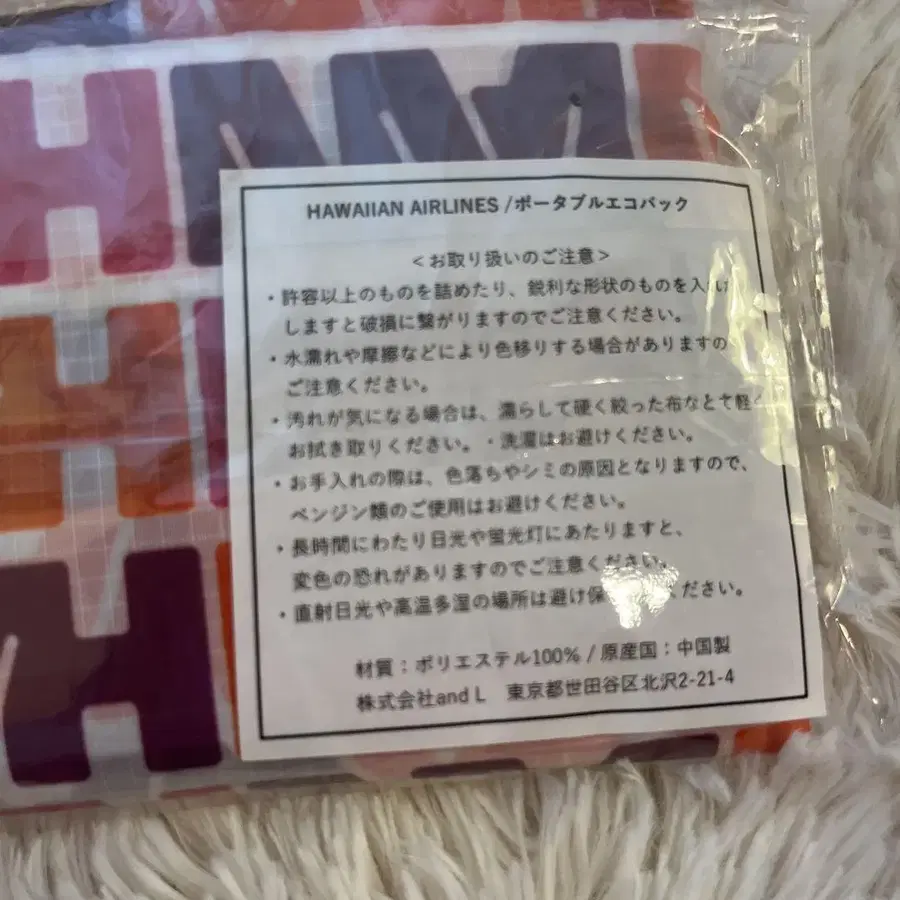 HAWAIIAN AIRLINES /ポータブルエコバック
＜お取り扱いのご注意＞
・許容以上のものを詰めたり、鋭利な形状のものを入れ
しますと破損に繋がりますのでご注意ください。
・水濡れや摩擦などにより色移りする場合がありますの
ご注意ください。
・汚れが気になる場合は、濡らして硬く絞った布などで軽く
お拭き取りください。・洗濯はお避けください。
・お手入れの際は、色落ちやシミの原因となりますので、
ベンジン類のご使用はお避けください。
・長時間にわたり日光や蛍光灯にあたりますと、
変色の恐れがありますのでご注意ください。
・直射日光や高温多湿の場所は避け保 ください。
材質：ポリエステル100% / 原産国：中国製
株式会社and L 東京都世田谷区北沢2-21-4